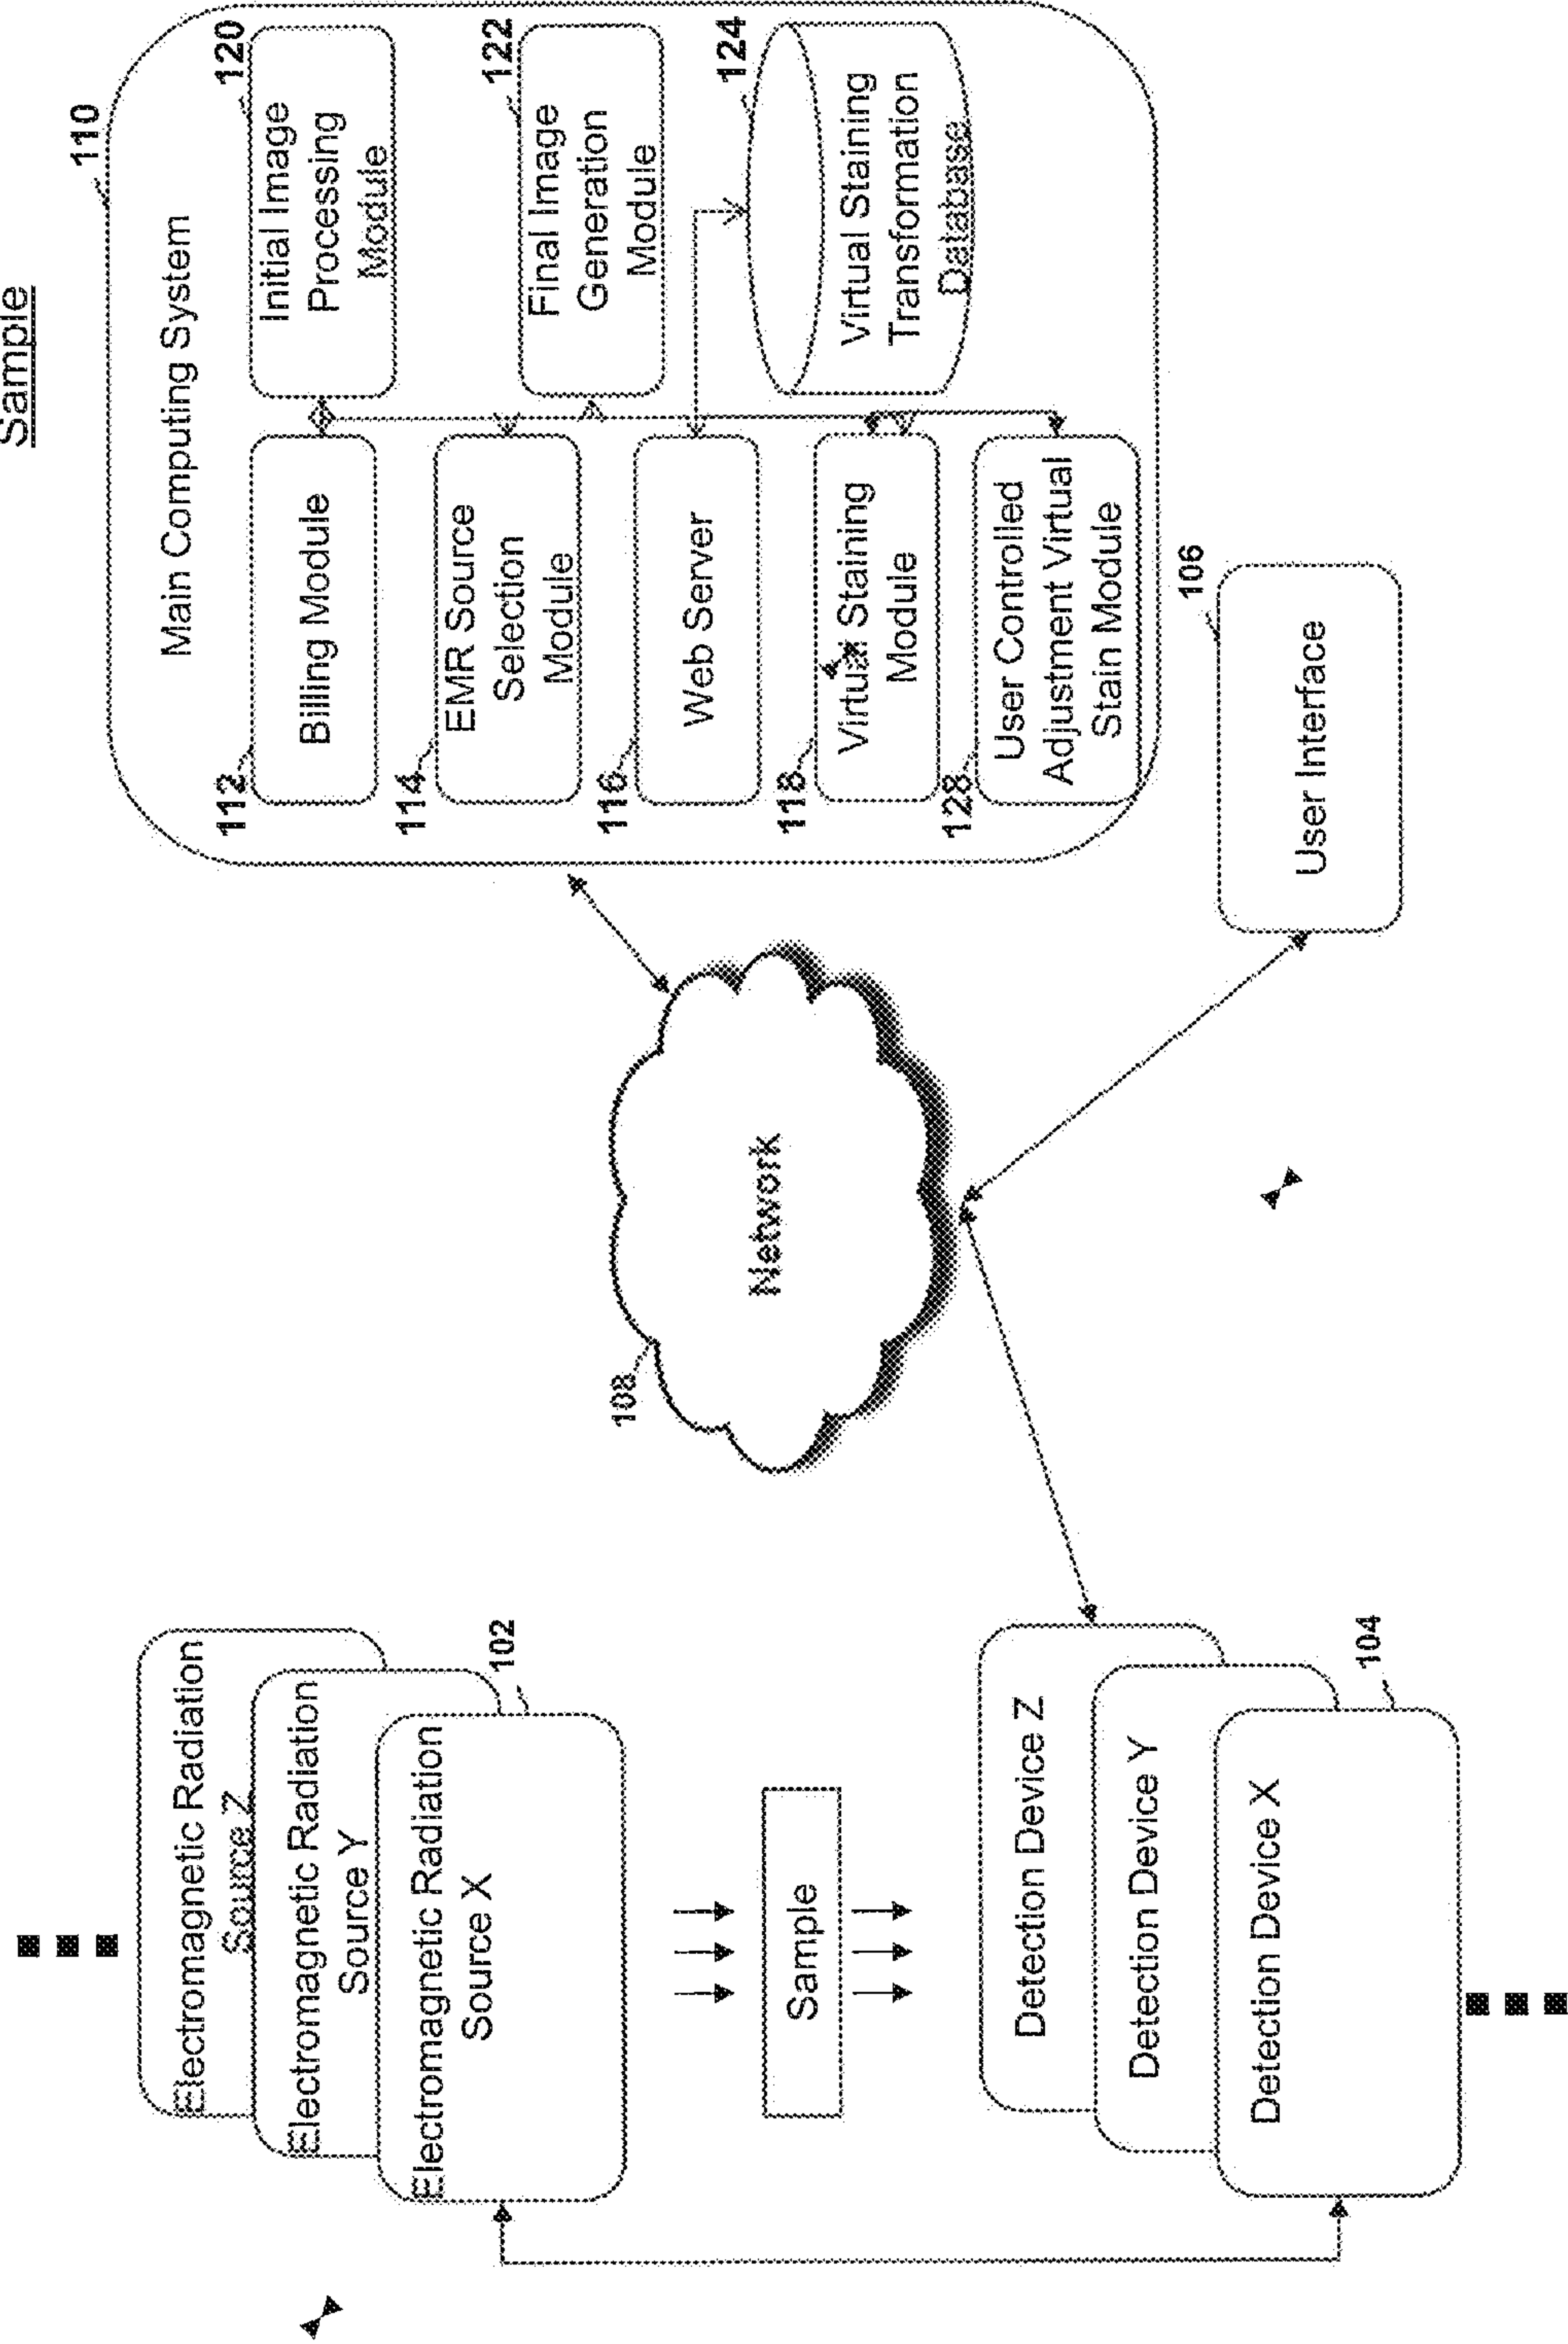 Sample
110
Main Computing System
112
Billing Module
120
Initial Image
Processing
Module
114
EMR Source
Selection
Module
122
Final Image
Generation
Module
116
Web Server
124
Virtual Staining
Transformation
Database
118
Virtual Staining
Module
128
User Controlled
Adjustment Virtual
Stain Module
106
User Interface
108
Network
Electromagnetic Radiation
Source Z
Electromagnetic Radiation
Source Y
102
Electromagnetic Radiation
Source X
Sample
Detection Device Z
Detection Device Y
104
Detection Device X